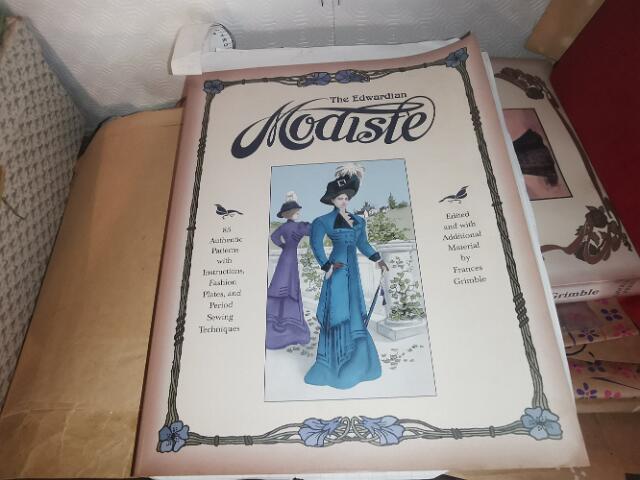 The Edwardian
Modiste
85
Authentic
Patterns
with
Instructions,
Fashion
Plates, and
Period
Sewing
Techniques
Edited
and with
Additional
Material
by
Frances
Grimble
Grimble